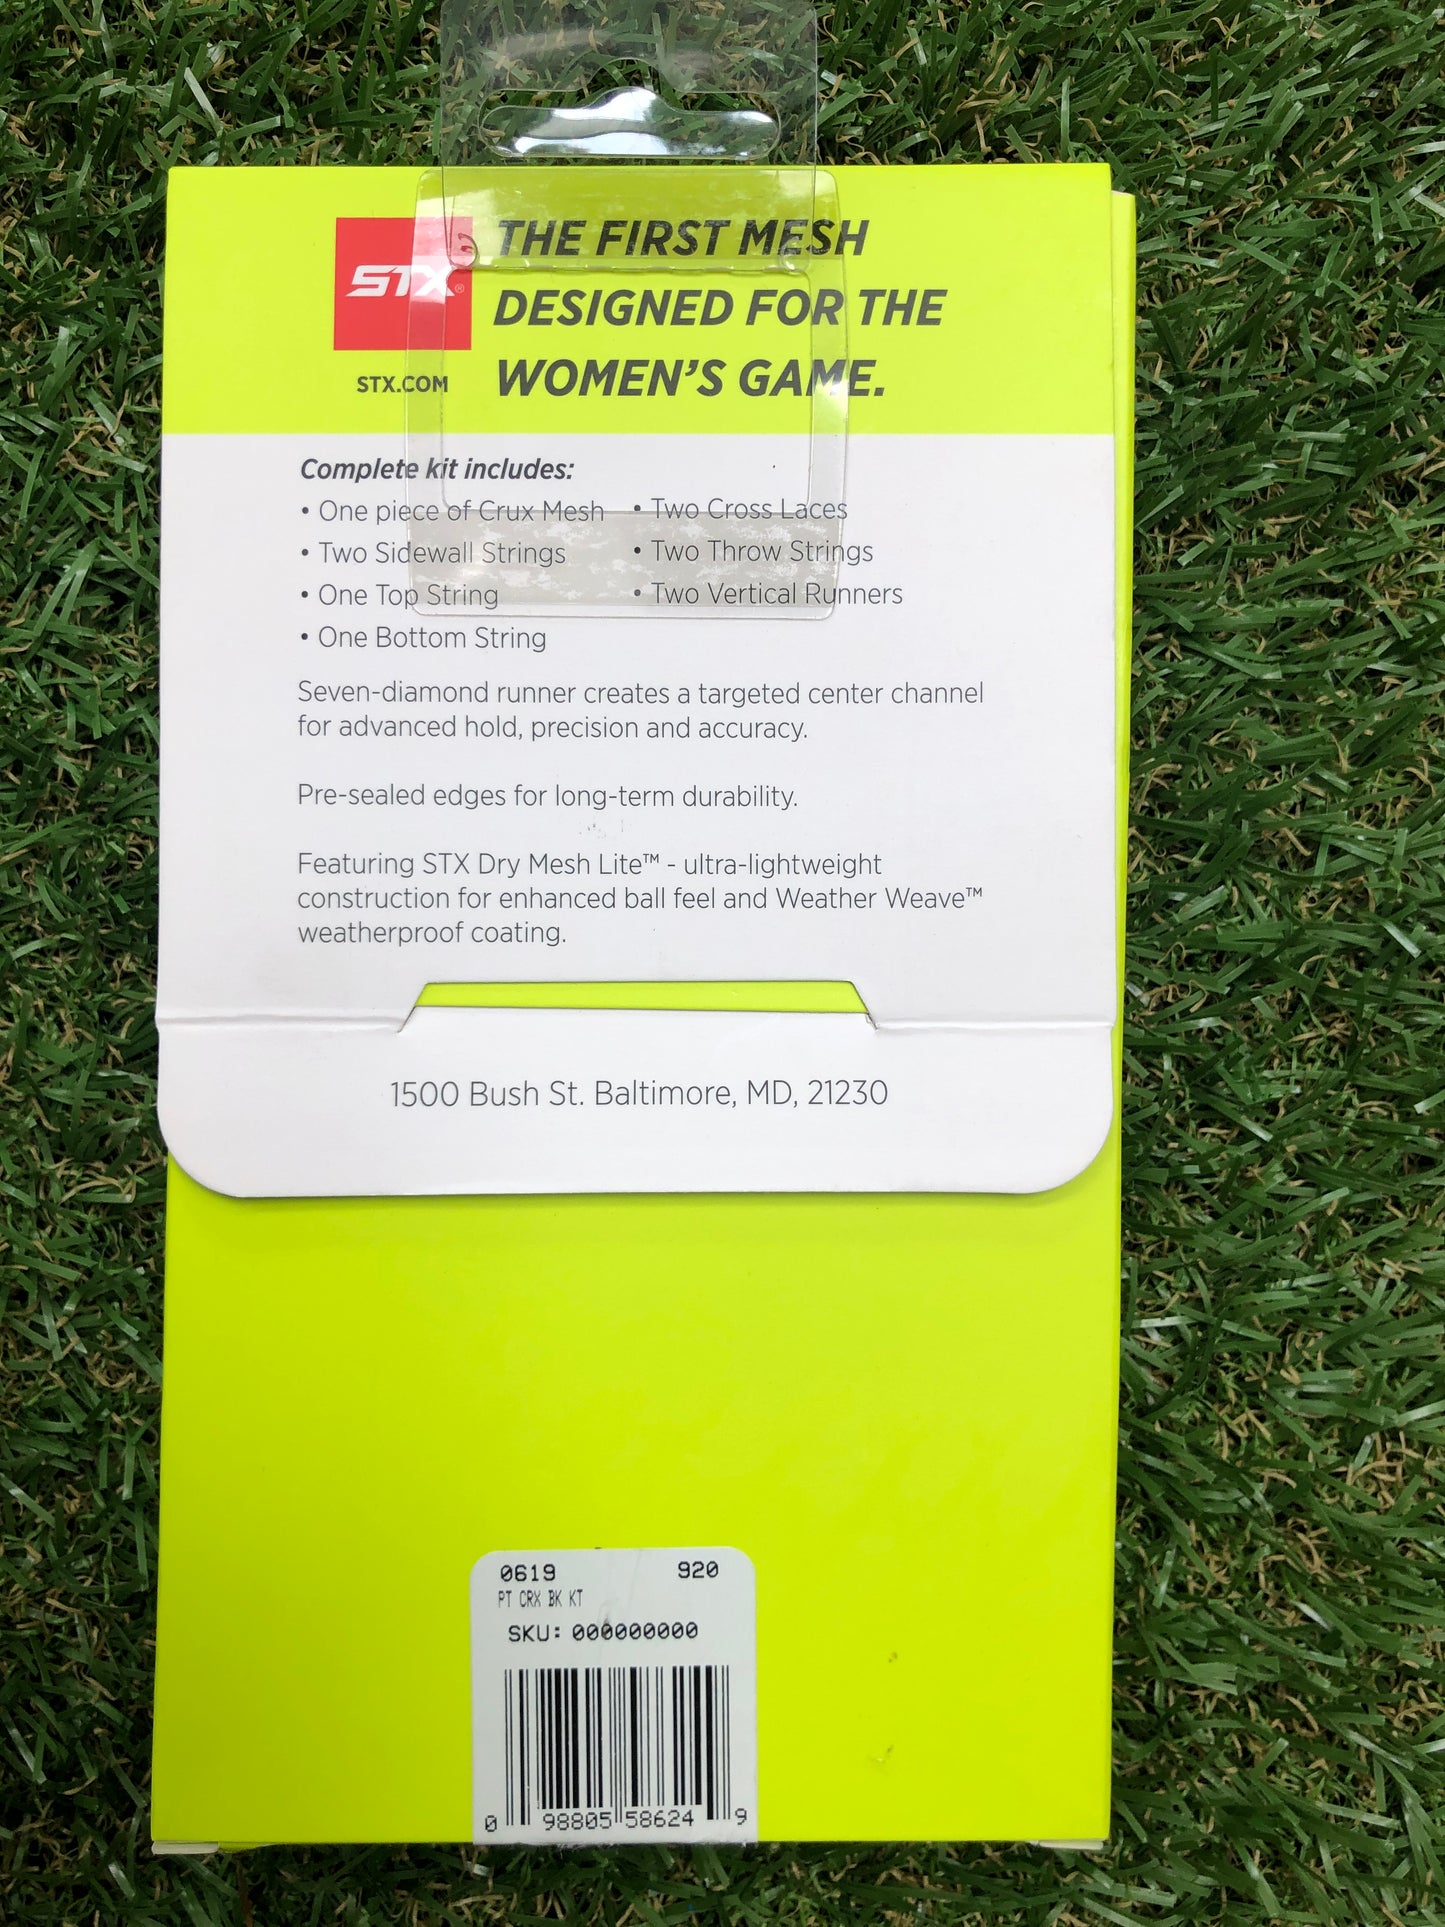 STX®
STX.COM
THE FIRST MESH
DESIGNED FOR THE
WOMEN'S GAME.
Complete kit includes:
• One piece of Crux Mesh
• Two Sidewall Strings
• One Top String
• One Bottom String
• Two Cross Laces
• Two Throw Strings
• Two Vertical Runners
Seven-diamond runner creates a targeted center channel
for advanced hold, precision and accuracy.
Pre-sealed edges for long-term durability.
Featuring STX Dry Mesh Lite™ - ultra-lightweight
construction for enhanced ball feel and Weather Weave™
weatherproof coating.
1500 Bush St. Baltimore, MD, 21230
0619 920
PT CRX BK KT
SKU: 000000000
0 98805 58624 9